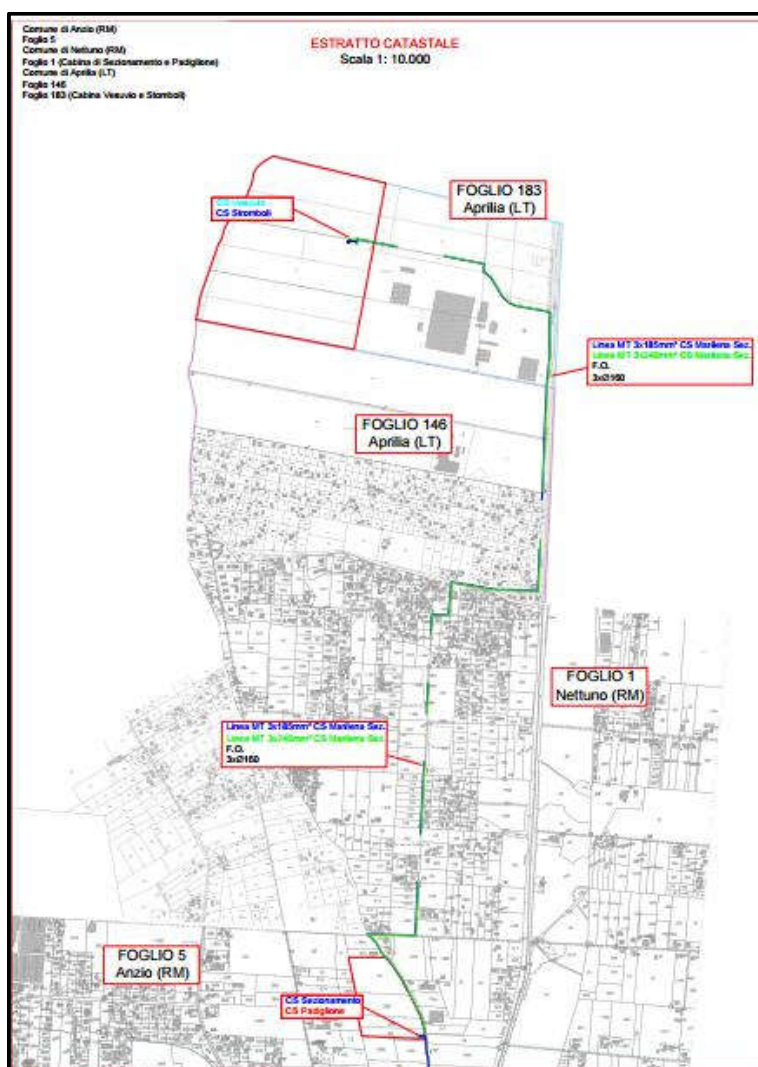 Comune di Anzio (RM)
Foglio 5
Comune di Nettuno (RM)
Foglio 1 (Cabina di Sezionamento e Padiglione)
Comune di Aprilia (LT)
Foglio 146
Foglio 183 (Cabina Vesuvio e Stomboli)
ESTRATTO CATASTALE
Scala 1: 10.000
FOGLIO 183
Aprilia (LT)
CS Vesuvio
CS Stromboli
Linea MT 3x185mm² CS Marilena Sez.
Linea MT 3x240mm² CS Marilena Sez.
F.O.
3xØ160
FOGLIO 146
Aprilia (LT)
FOGLIO 1
Nettuno (RM)
Linea MT 3x185mm² CS Marilena Sez.
Linea MT 3x240mm² CS Marilena Sez.
F.O.
3xØ160
FOGLIO 5
Anzio (RM)
CS Sezionamento
CS Padiglione